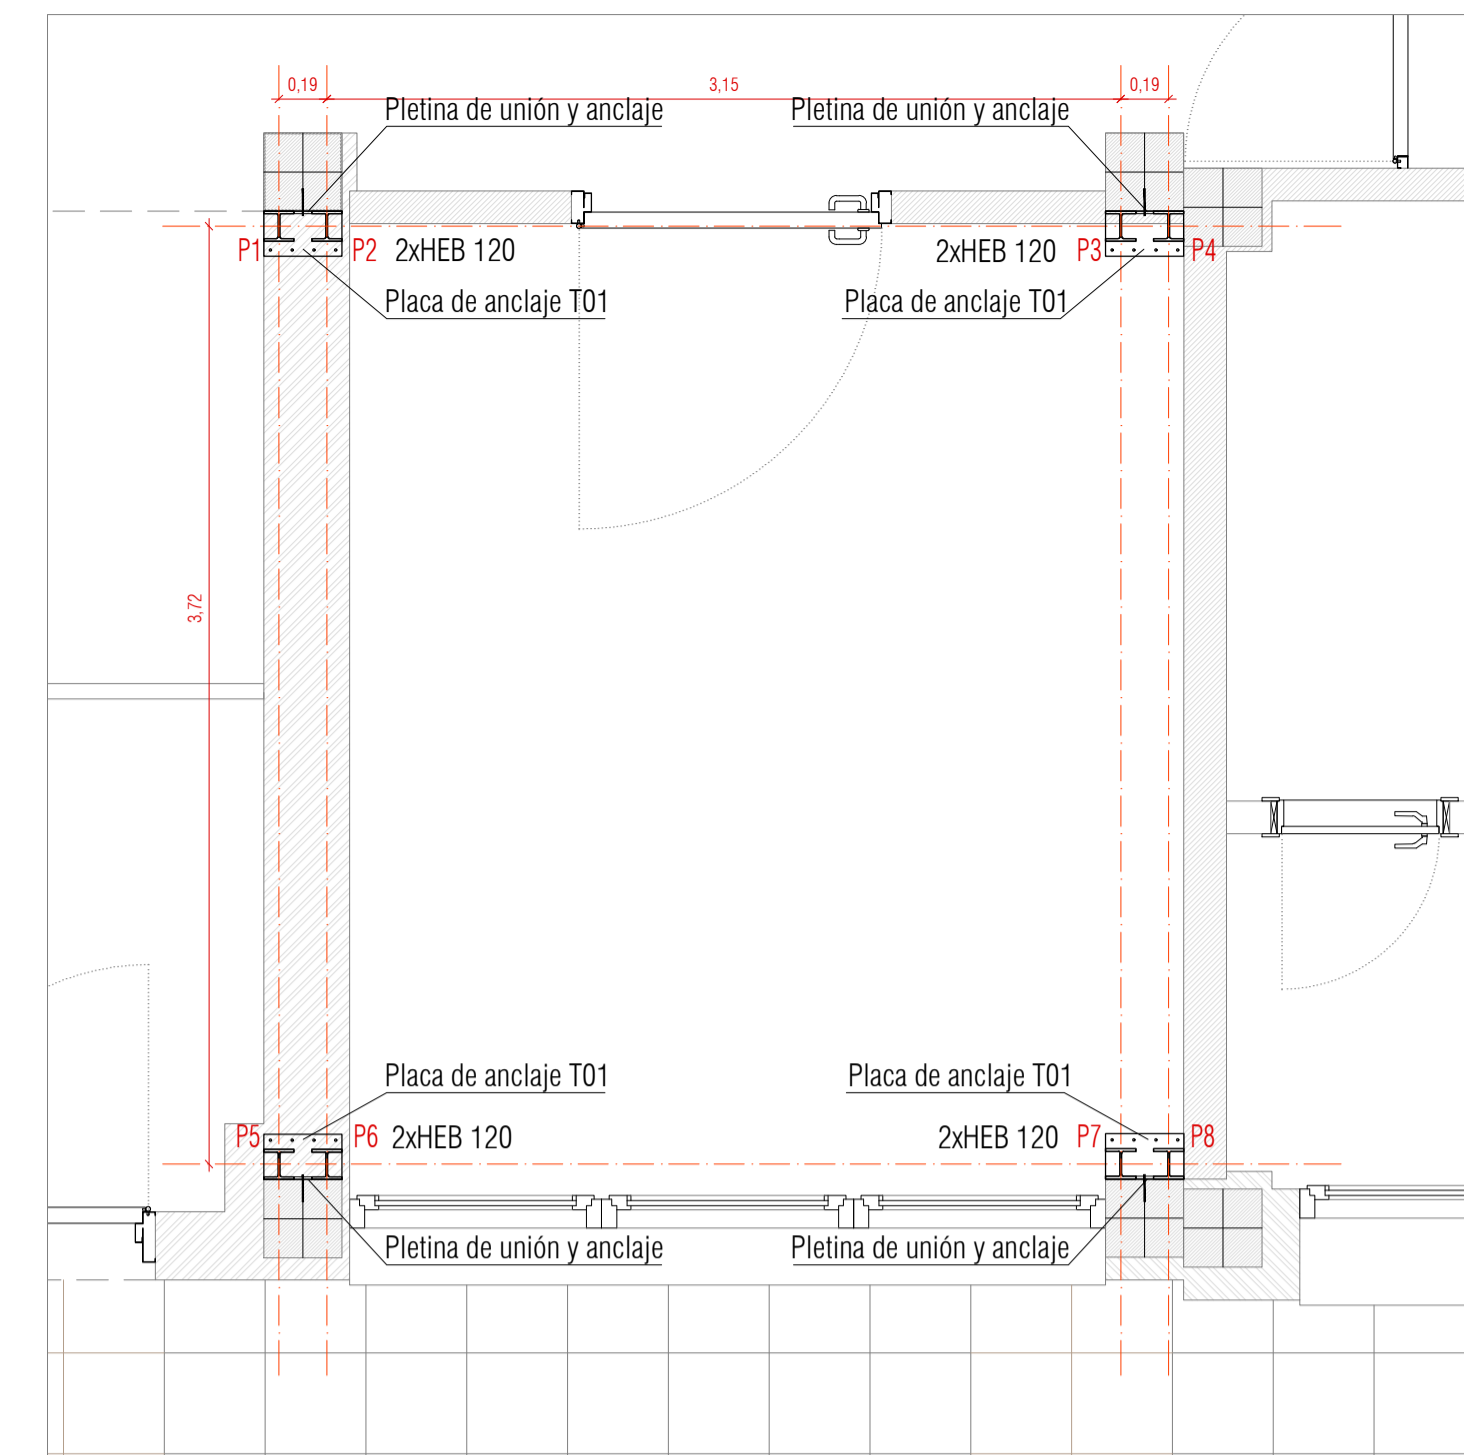 0,19
3,15
0,19
Pletina de unión y anclaje
Pletina de unión y anclaje
P1
P2
2xHEB 120
2xHEB 120
P3
P4
Placa de anclaje T01
Placa de anclaje T01
3,72
Placa de anclaje T01
Placa de anclaje T01
P5
P6
2xHEB 120
2xHEB 120
P7
P8
Pletina de unión y anclaje
Pletina de unión y anclaje